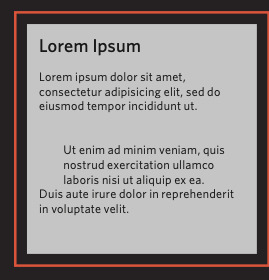 Lorem Ipsum
Lorem ipsum dolor sit amet,
consectetur adipisicing elit, sed do
eiusmod tempor incididunt ut.
Ut enim ad minim veniam, quis
nostrud exercitation ullamco
laboris nisi ut aliquip ex ea.
Duis aute irure dolor in reprehenderit
in voluptate velit.